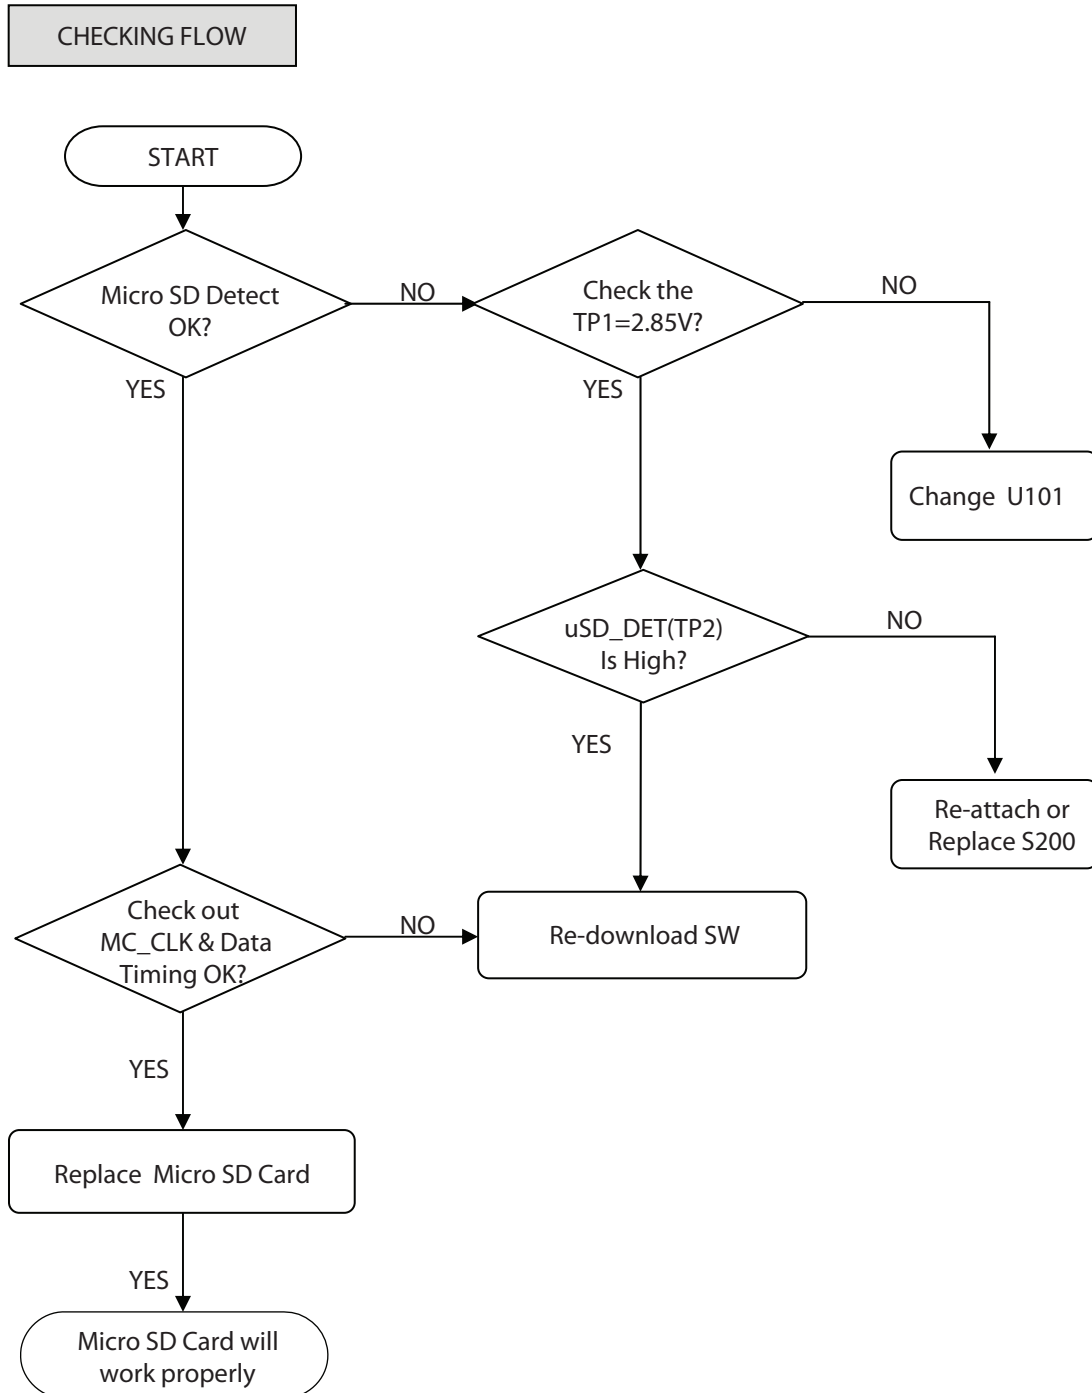 CHECKING FLOW
START
Micro SD Detect
OK?
NO
Check the
TP1=2.85V?
NO
YES
YES
Change U101
uSD_DET(TP2)
Is High?
NO
YES
Re-attach or
Replace S200
Check out
MC_CLK & Data
Timing OK?
NO
Re-download SW
YES
Replace Micro SD Card
YES
Micro SD Card will
work properly